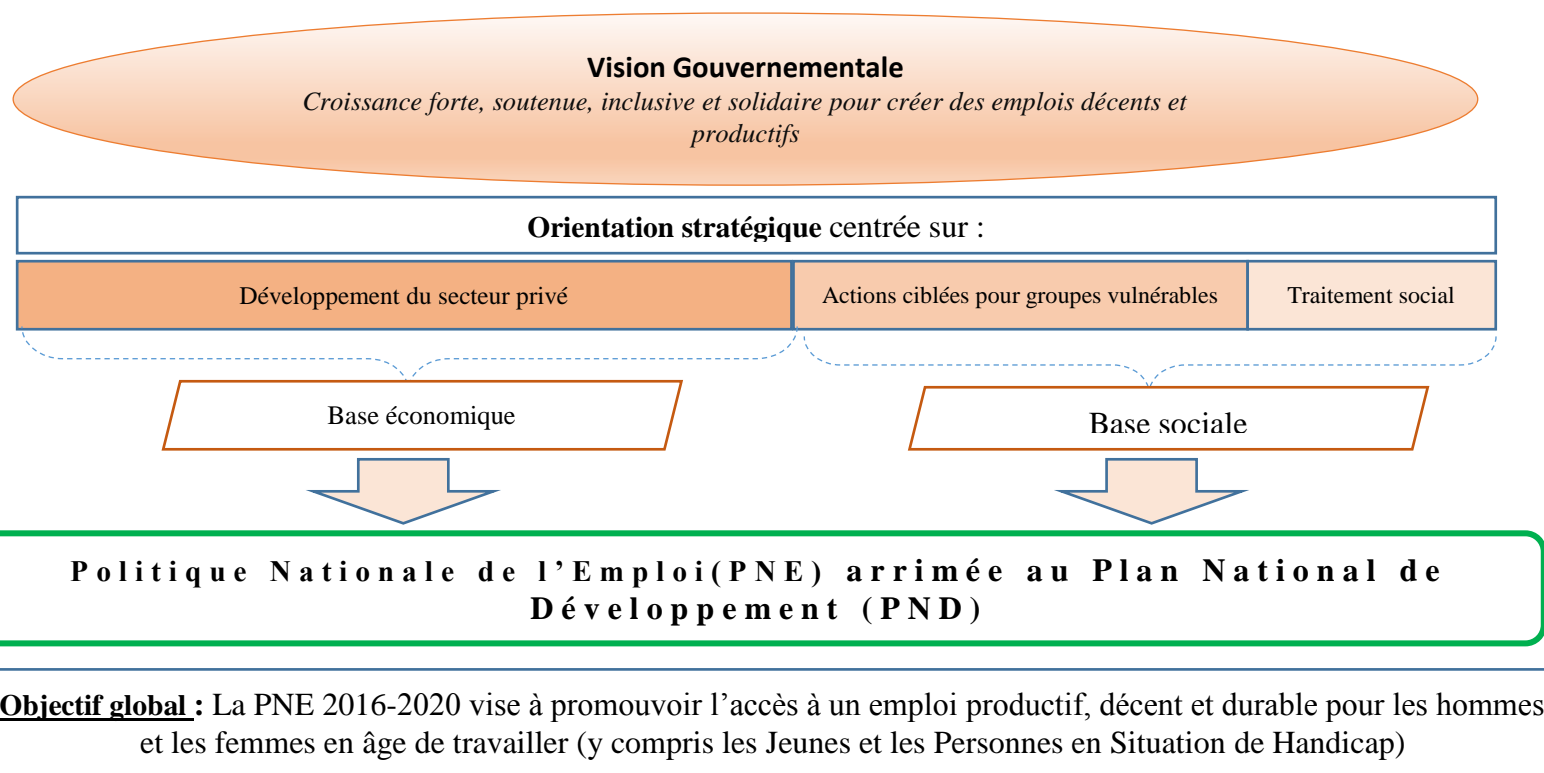 Vision Gouvernementale
Croissance forte, soutenue, inclusive et solidaire pour créer des emplois décents et
productifs
Orientation stratégique centrée sur :
Développement du secteur privé
Actions ciblées pour groupes vulnérables
Traitement social
Base économique
Base sociale
Politique Nationale de l’Emploi(PNE) arrimée au Plan National de
Développement (PND)
Objectif global : La PNE 2016-2020 vise à promouvoir l’accès à un emploi productif, décent et durable pour les hommes
et les femmes en âge de travailler (y compris les Jeunes et les Personnes en Situation de Handicap)